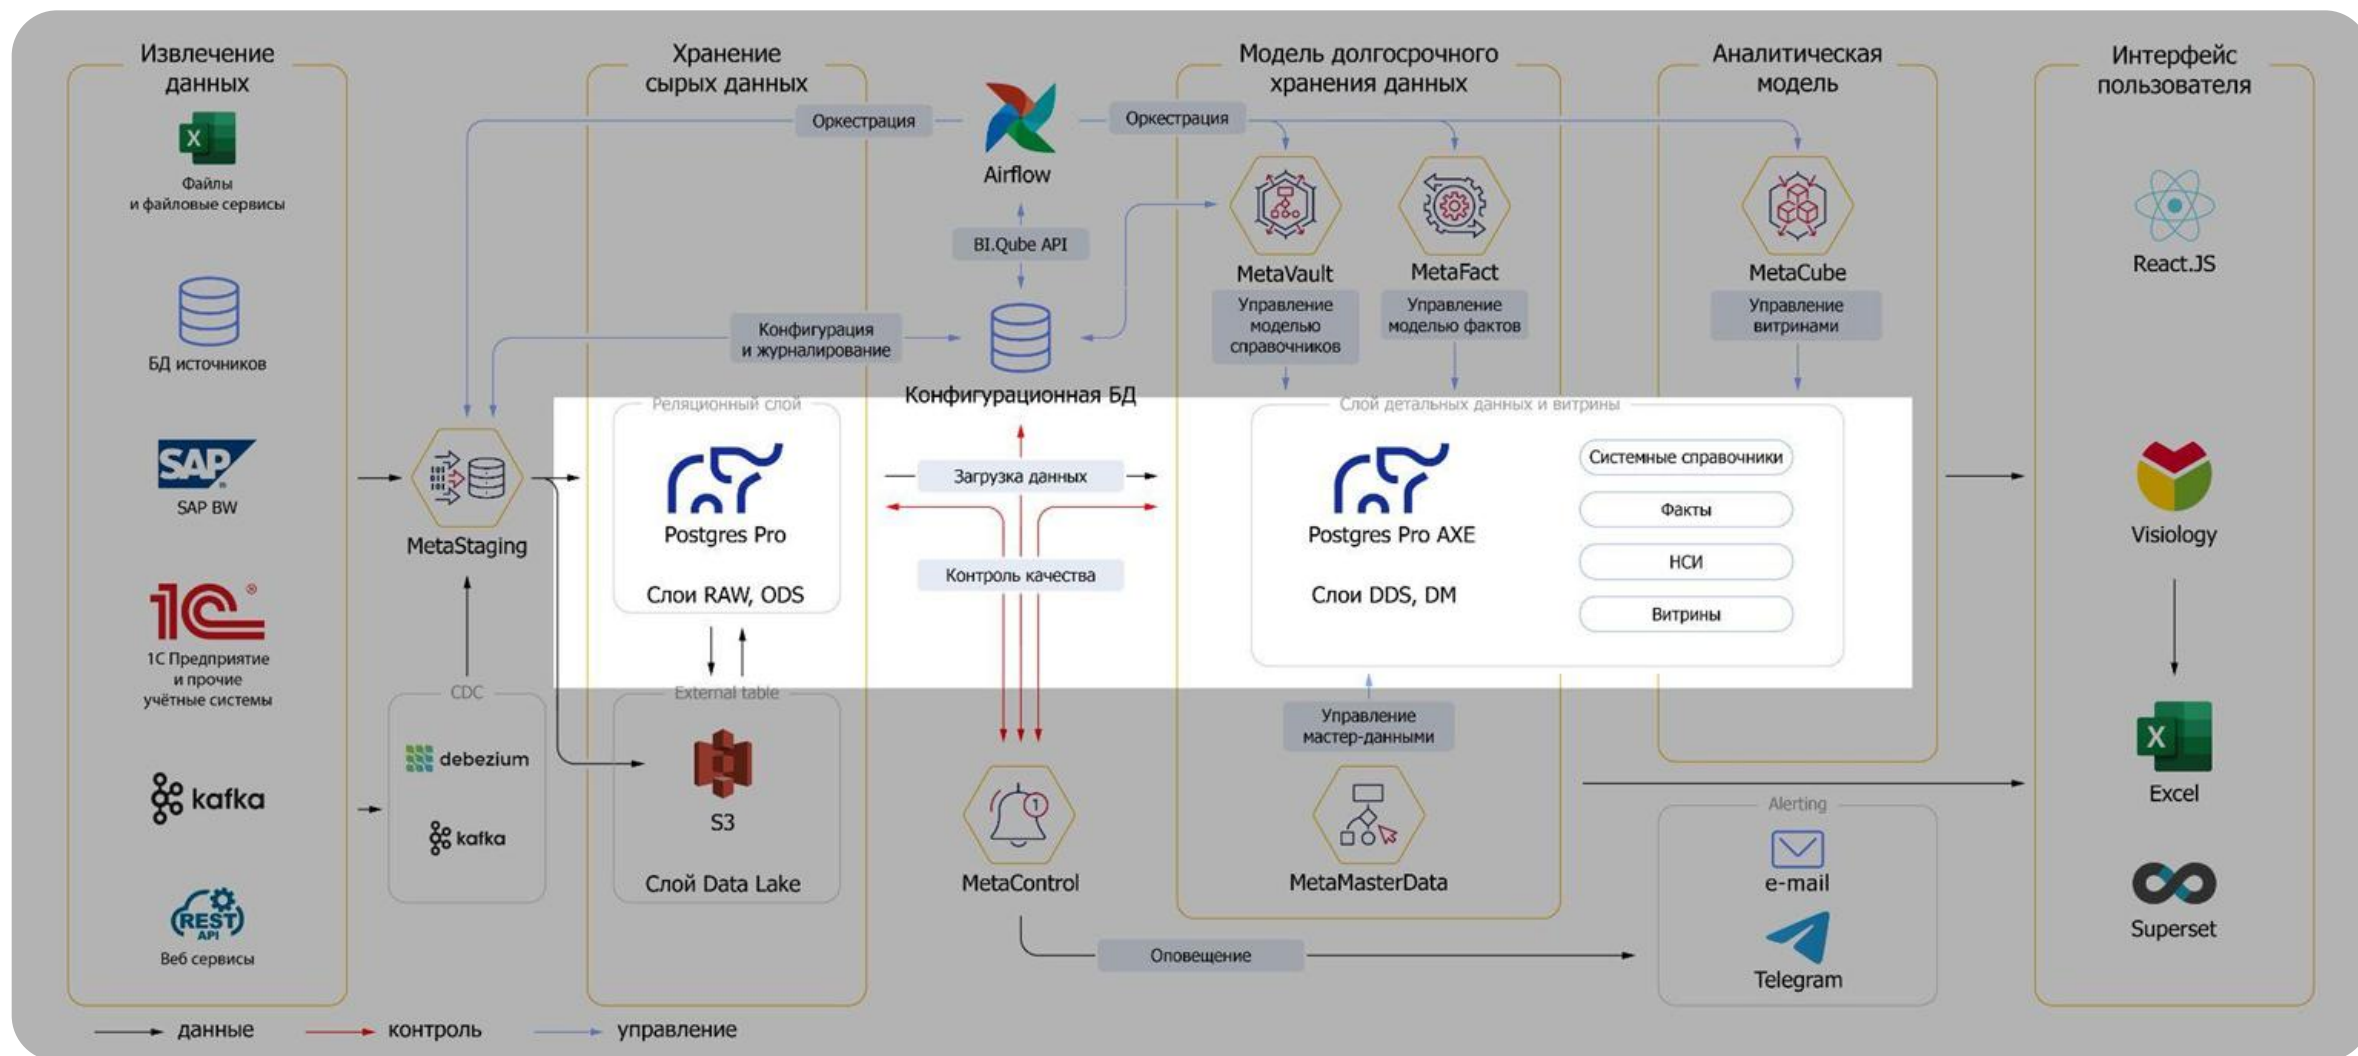 Извлечение
данных
Файлы
и файловые сервисы
БД источников
SAP
®
SAP BW
1C
®
1С Предприятие
и прочие
учётные системы
kafka
REST
API
Веб сервисы
MetaStaging
CDC
debezium
kafka
Хранение
сырых данных
Оркестрация
Конфигурация
и журналирование
Реляционный слой
Postgres Pro
Слои RAW, ODS
External table
S3
Слой Data Lake
Airflow
BI.Qube API
Конфигурационная БД
Загрузка данных
Контроль качества
1
MetaControl
Оповещение
Модель долгосрочного
хранения данных
Оркестрация
MetaVault
Управление
моделью
справочников
MetaFact
Управление
моделью фактов
Слой детальных данных и витрины
Postgres Pro AXE
Слои DDS, DM
Системные справочники
Факты
НСИ
Витрины
Управление
мастер-данными
MetaMasterData
Аналитическая
модель
MetaCube
Управление
витринами
Alerting
e-mail
Telegram
Интерфейс
пользователя
React.JS
Visiology
X
Excel
Superset
данные
контроль
управление